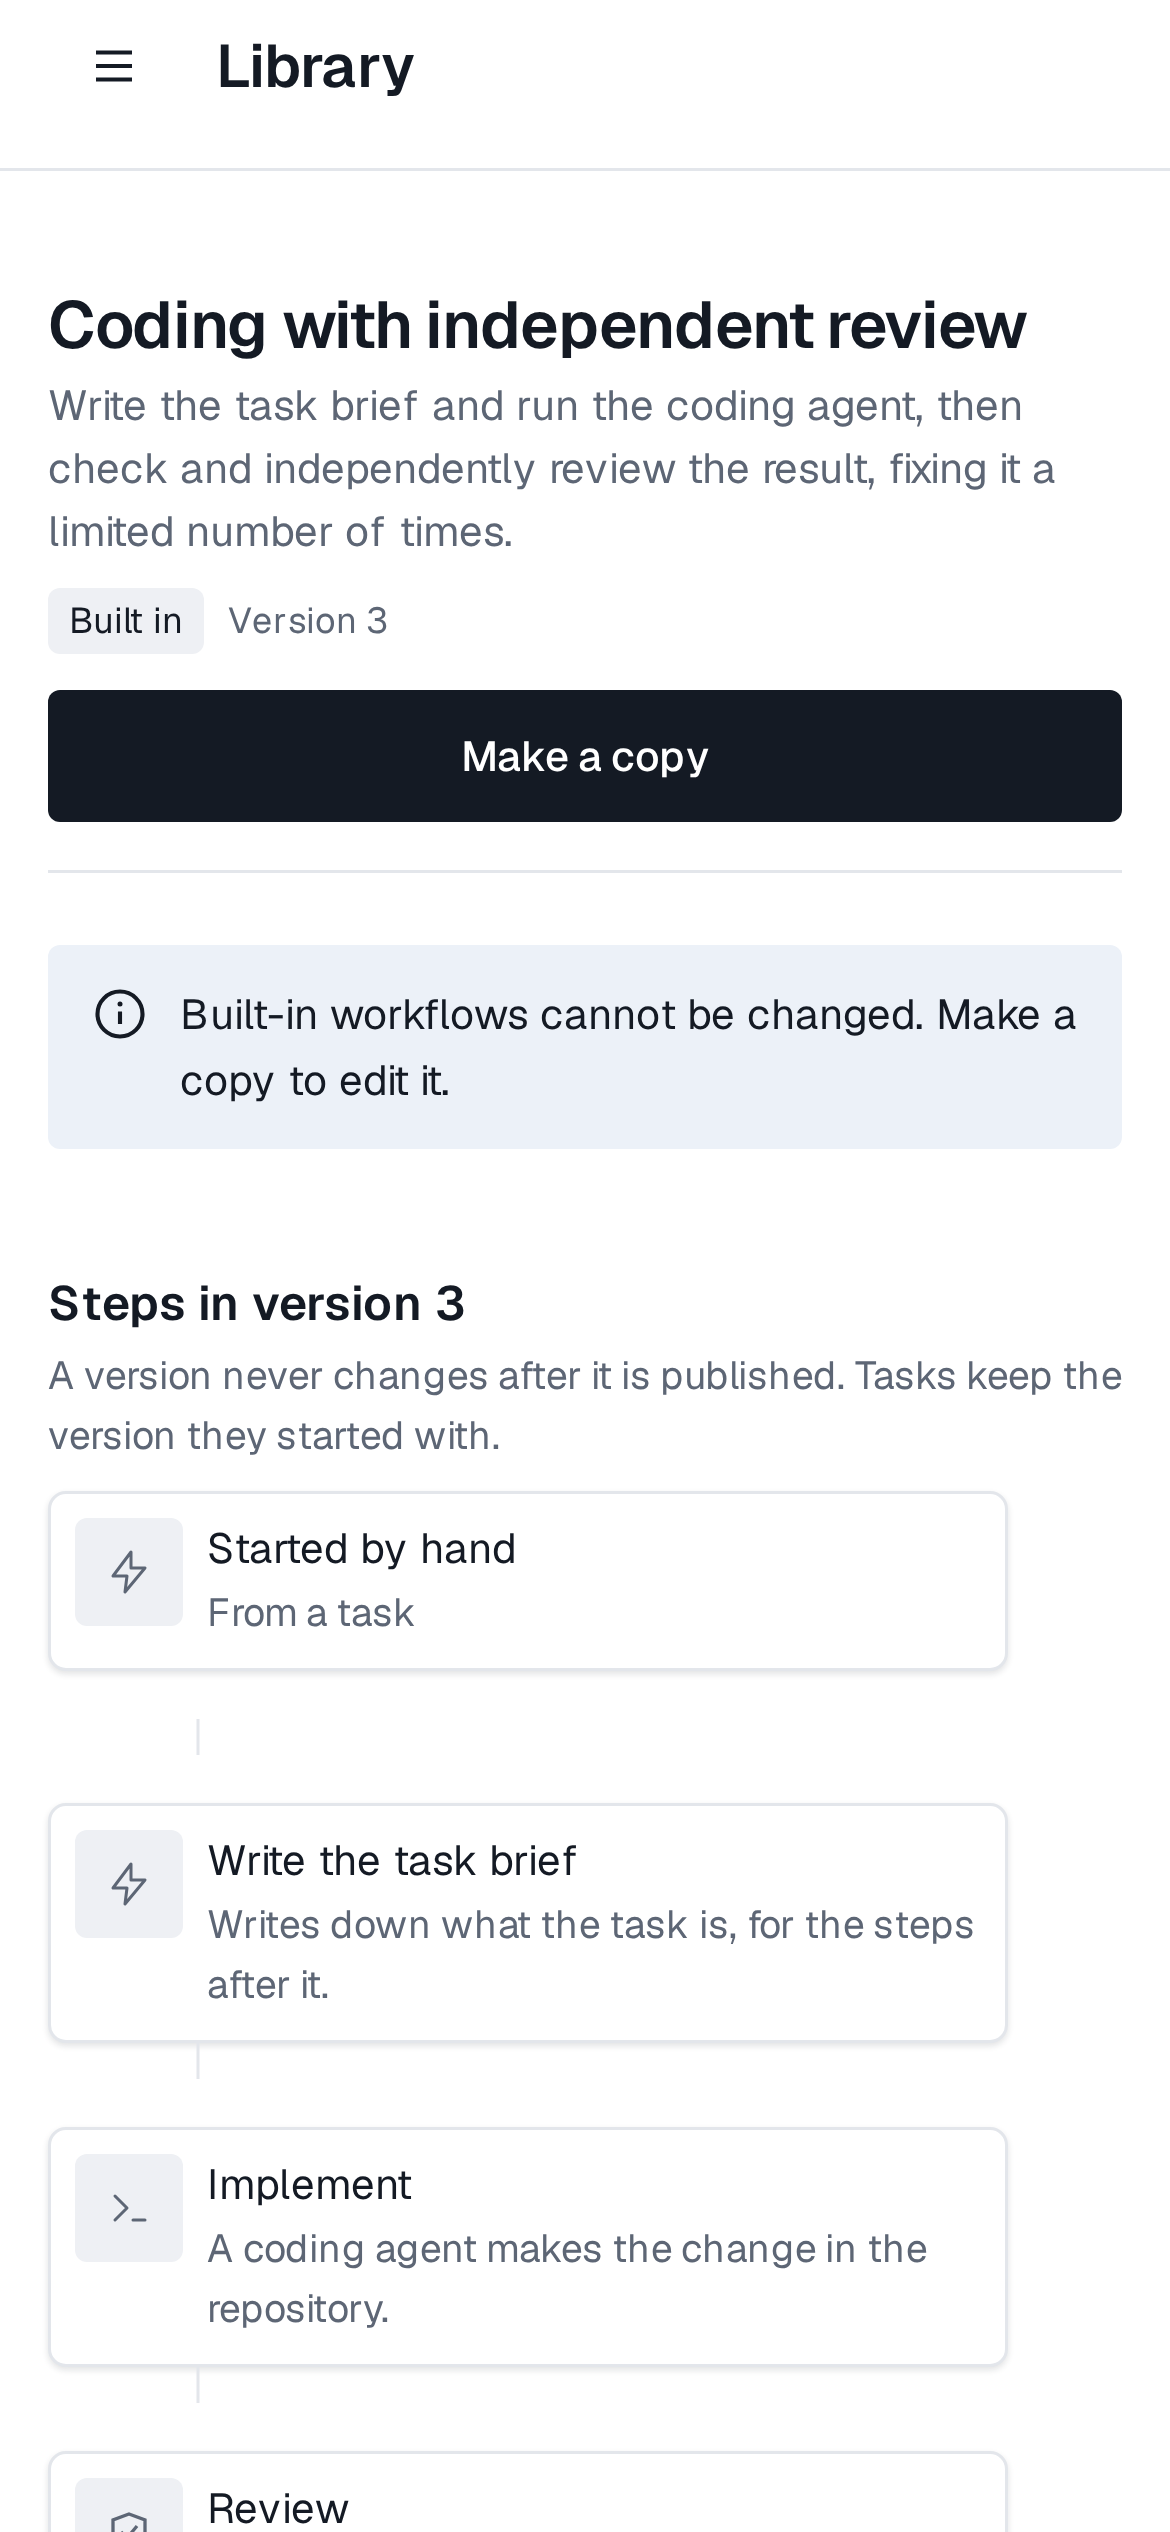 Library
Coding with independent review
Write the task brief and run the coding agent, then
check and independently review the result, fixing it a
limited number of times.
Built in
Version 3
Make a copy
Built-in workflows cannot be changed. Make a
copy to edit it.
Steps in version 3
A version never changes after it is published. Tasks keep the
version they started with.
Started by hand
From a task
Write the task brief
Writes down what the task is, for the steps
after it.
Implement
A coding agent makes the change in the
repository.
Review